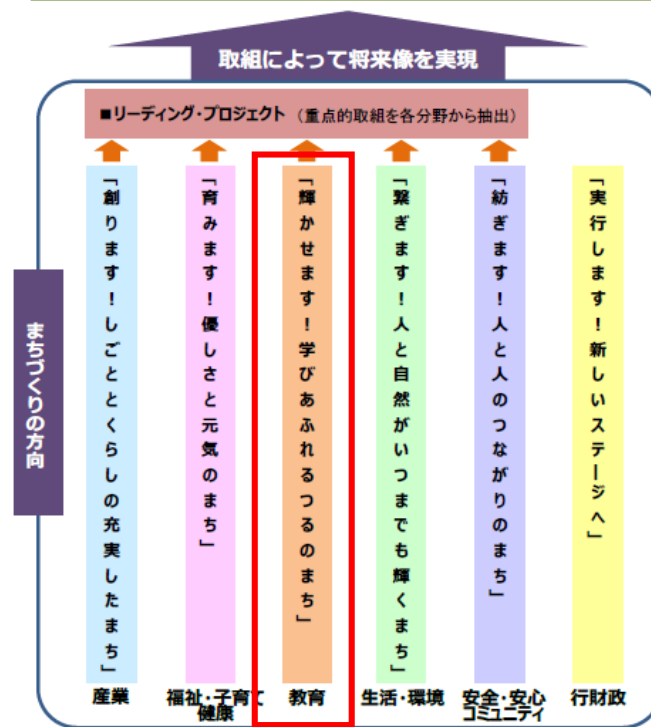 取組によって将来像を実現
■リーディング・プロジェクト（重点的取組を各分野から抽出）
まちづくりの方向
「創ります！しごととくらしの充実したまち」
「育みます！優しさと元気のまち」
「輝かせます！学びあふれるつるのまち」
「繋ぎます！人と自然がいつまでも輝くまち」
「紡ぎます！人と人のつながりのまち」
「実行します！新しいステージへ」
産業
福祉・子育て
健康
教育
生活・環境
安全・安心
コミュニティ
行財政